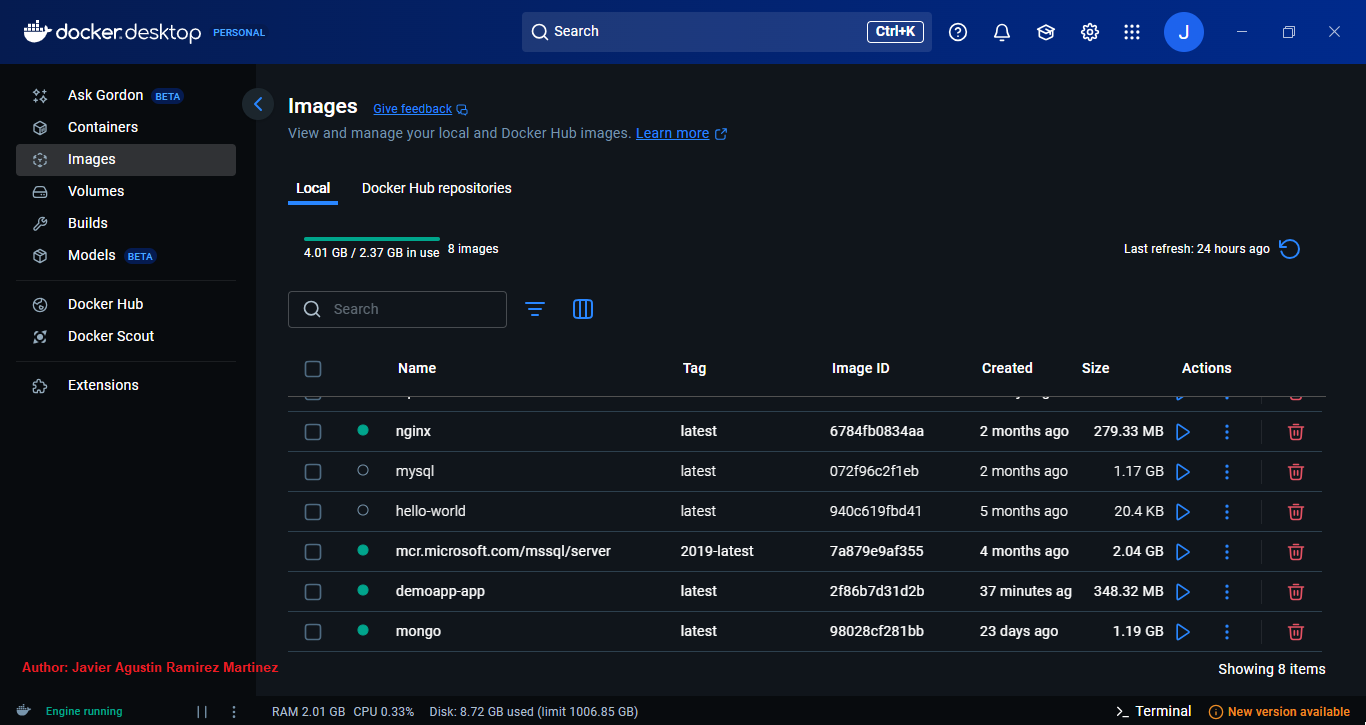 docker.desktop PERSONAL
Search Ctrl+K
J
Ask Gordon BETA
Containers
Images
Volumes
Builds
Models BETA
Docker Hub
Docker Scout
Extensions
Images Give feedback
View and manage your local and Docker Hub images. Learn more
Local Docker Hub repositories
4.01 GB / 2.37 GB in use 8 images
Last refresh: 24 hours ago
Search
Name Tag Image ID Created Size Actions
nginx latest 6784fb0834aa 2 months ago 279.33 MB
mysql latest 072f96c2f1eb 2 months ago 1.17 GB
hello-world latest 940c619fbd41 5 months ago 20.4 KB
mcr.microsoft.com/mssql/server 2019-latest 7a879e9af355 4 months ago 2.04 GB
demoapp-app latest 2f86b7d31d2b 37 minutes ag 348.32 MB
mongo latest 98028cf281bb 23 days ago 1.19 GB
Author: Javier Agustin Ramirez Martinez
Showing 8 items
Engine running
RAM 2.01 GB CPU 0.33% Disk: 8.72 GB used (limit 1006.85 GB)
Terminal
New version available